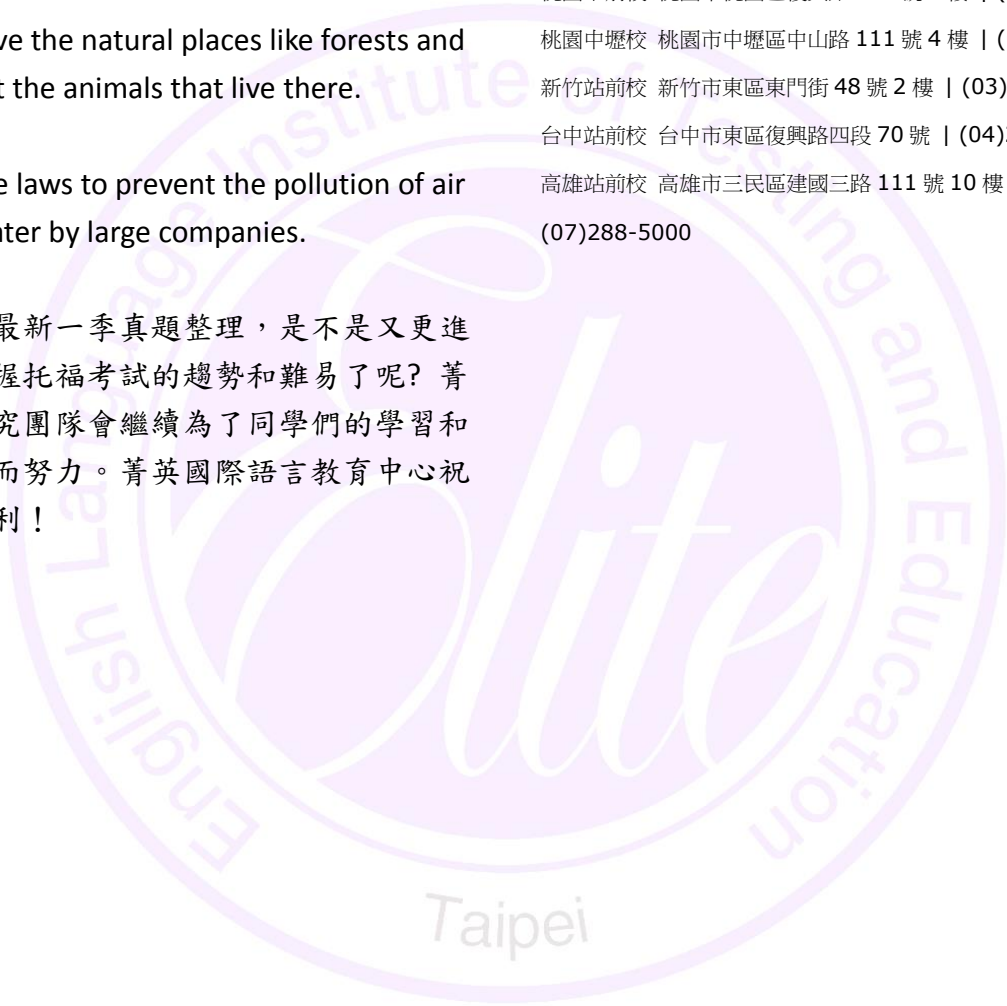 the natural places like forests and
the animals that live there.
laws to prevent the pollution of air
by large companies.
最新一季真題整理，是不是又更進
握托福考試的趨勢和難易了呢? 菁
究團隊會繼續為了同學們的學習和
而努力。菁英國際語言教育中心祝
利！
桃園中壢校 桃園市中壢區中山路 111 號 4 樓 | (
新竹站前校 新竹市東區東門街 48 號 2 樓 | (03)
台中站前校 台中市東區復興路四段 70 號 | (04)
高雄站前校 高雄市三民區建國三路 111 號 10 樓
(07)288-5000
English Language Institute of Testing and Education
Elite
Taipei